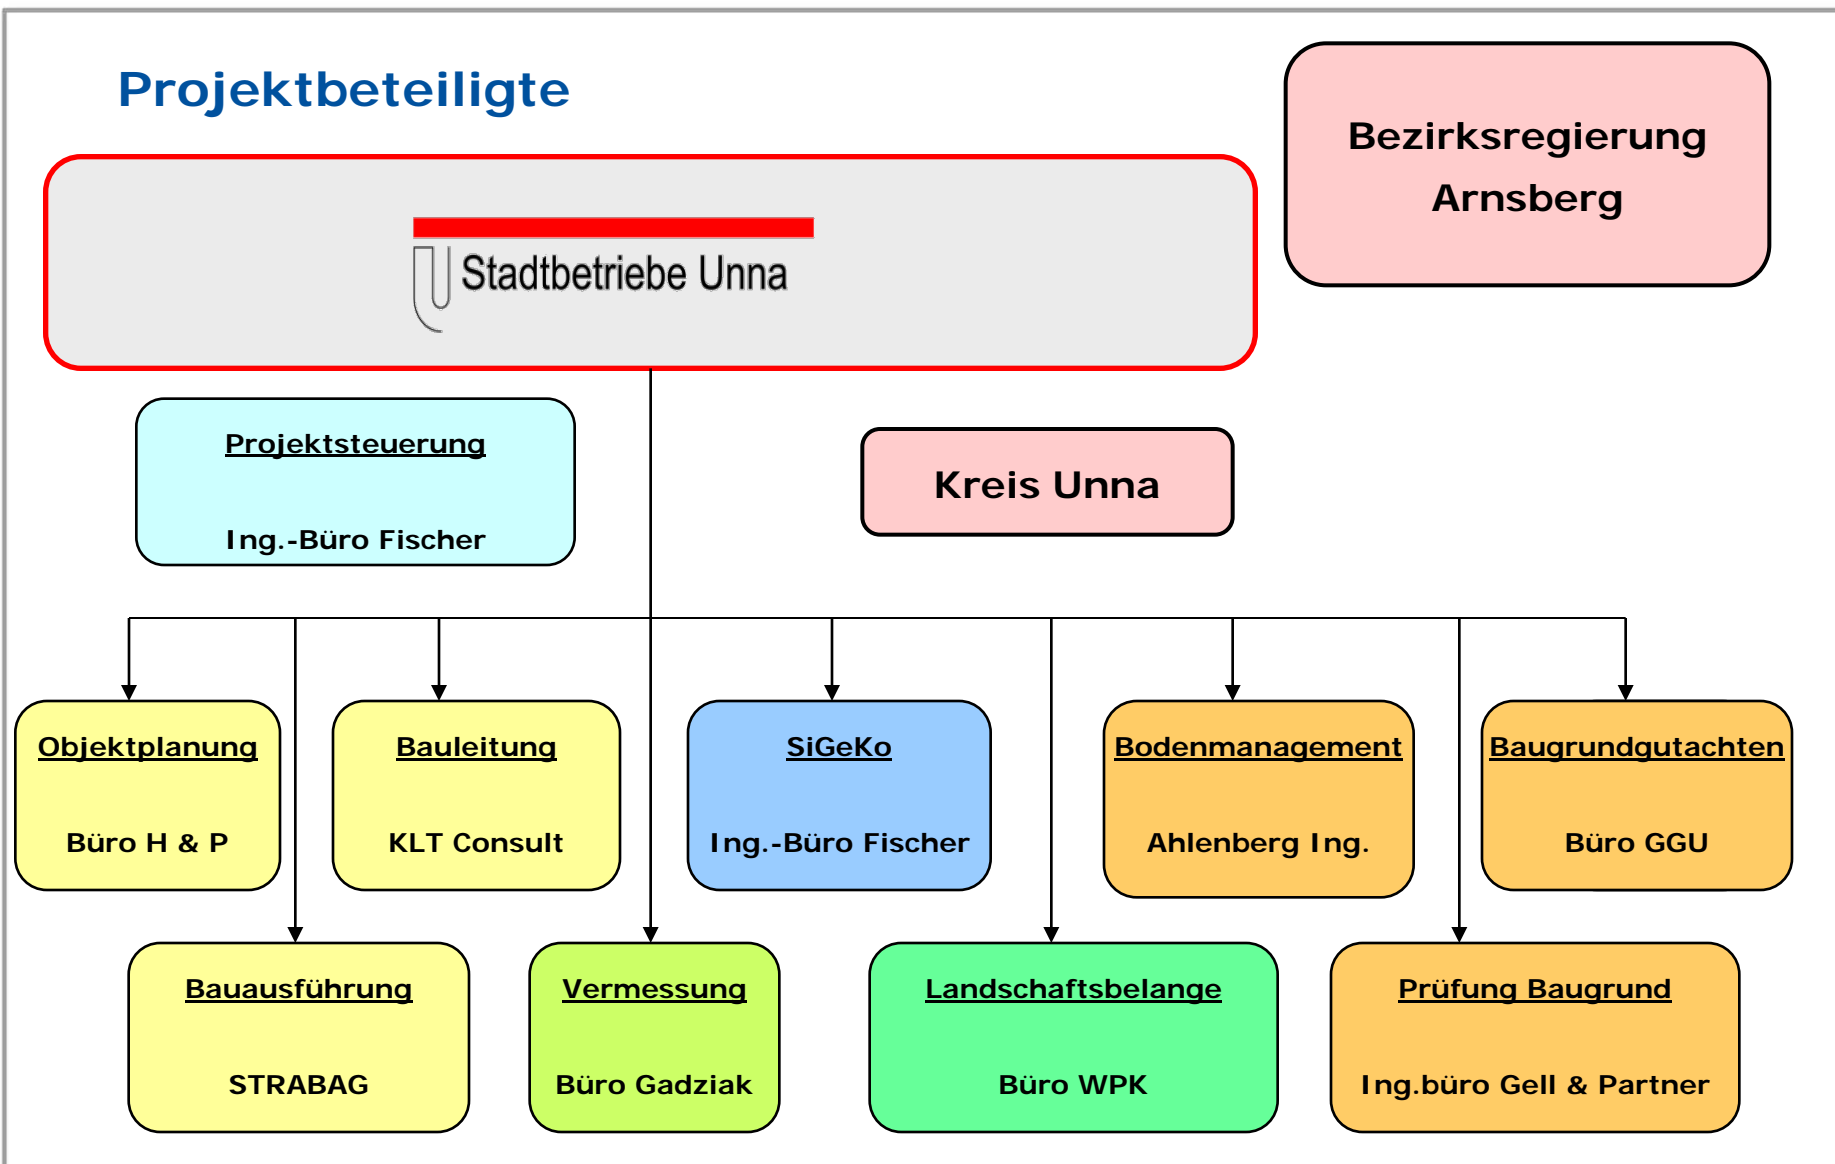 Projektbeteiligte
Bezirksregierung
Arnsberg
Stadtbetriebe Unna
Projektsteuerung
Ing.-Büro Fischer
Kreis Unna
Objektplanung
Büro H & P
Bauleitung
KLT Consult
SiGeKo
Ing.-Büro Fischer
Bodenmanagement
Ahlenberg Ing.
Baugrundgutachten
Büro GGU
Bauausführung
STRABAG
Vermessung
Büro Gadziak
Landschaftsbelange
Büro WPK
Prüfung Baugrund
Ing.büro Gell & Partner